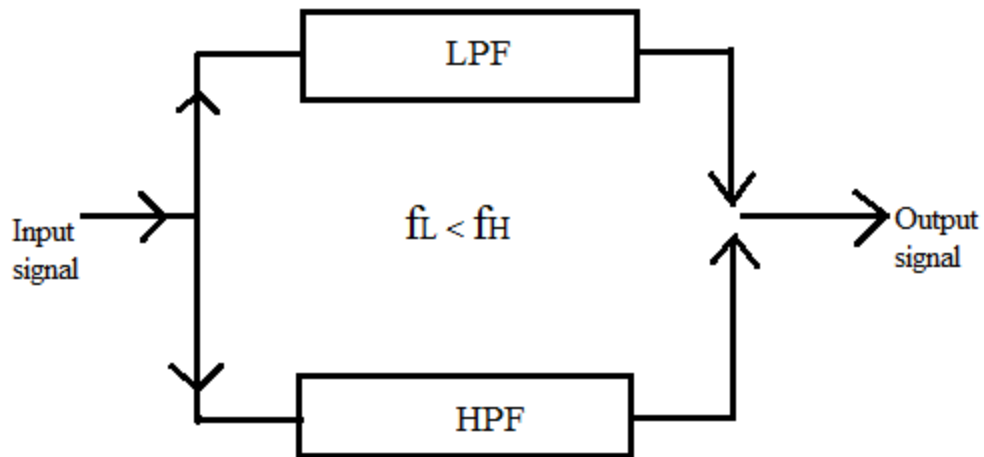 LPF
Input
signal
fL < fH
Output
signal
HPF